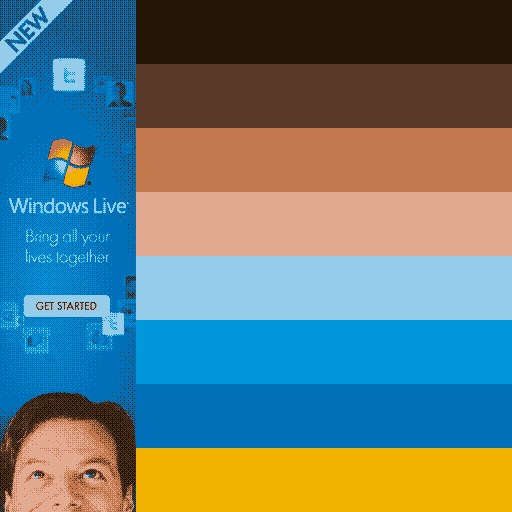 NEW
Windows Live
Bring all your
lives together
GET STARTED